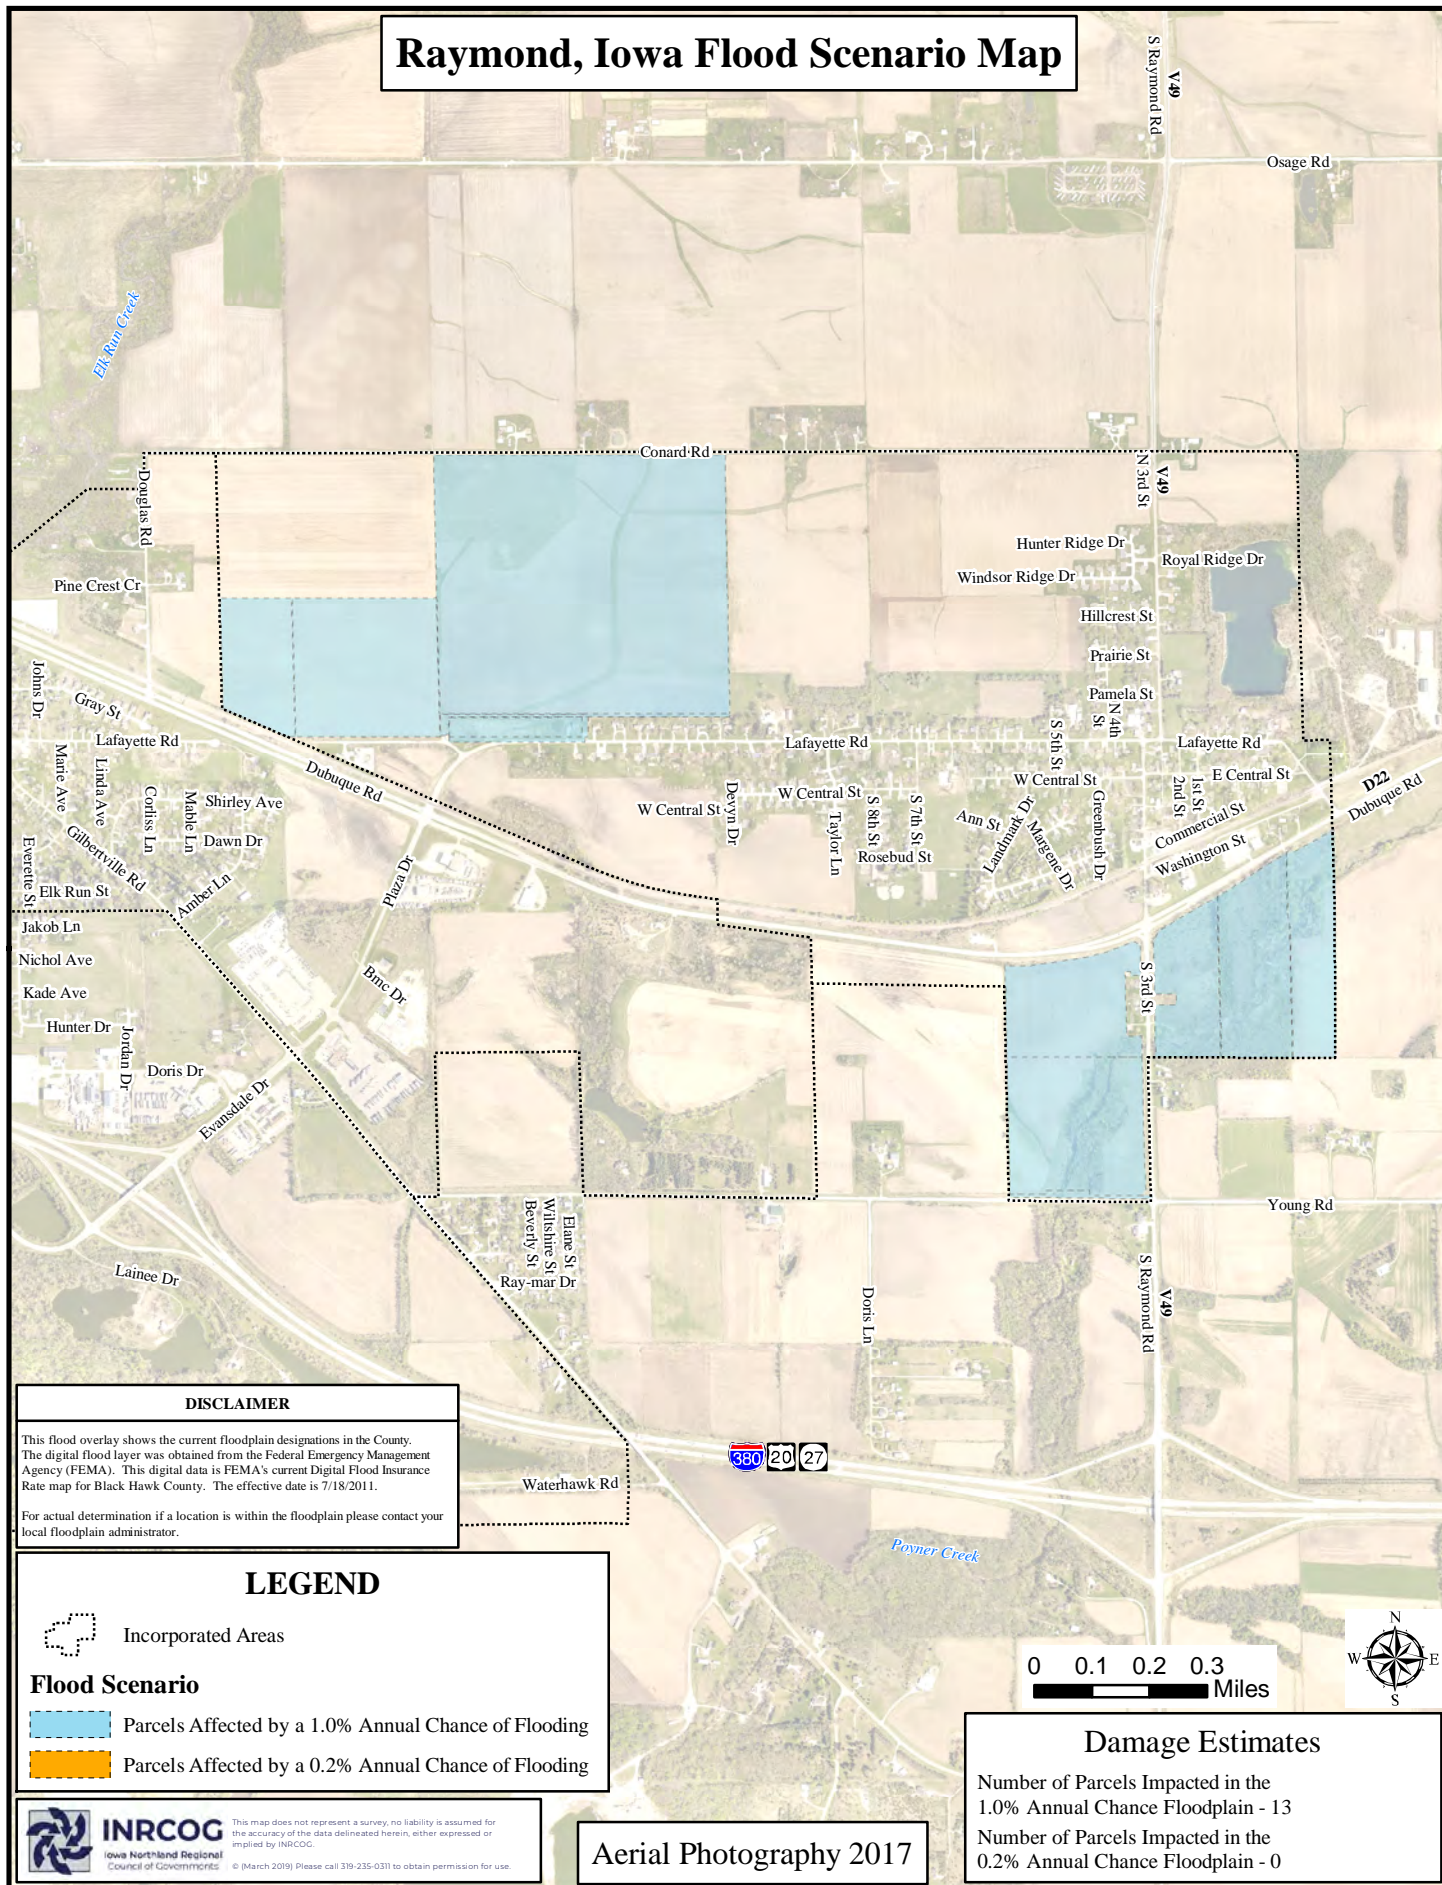 Raymond, Iowa Flood Scenario Map
S Raymond Rd
V49
Osage Rd
Elk Run Creek
Conard Rd
Douglas Rd
N 3rd St
V49
Hunter Ridge Dr
Royal Ridge Dr
Windsor Ridge Dr
Pine Crest Cr
Hillcrest St
Prairie St
Pamela St
N 4th St
S 5th St
Johns Dr
Gray St
Lafayette Rd
Lafayette Rd
Lafayette Rd
Marie Ave
Linda Ave
Corliss Ln
Mable Ln
Shirley Ave
Dawn Dr
Dubuque Rd
Gilbertville Rd
Everette St
Elk Run St
Amber Ln
Plaza Dr
W Central St
Devyn Dr
W Central St
Taylor Ln
S 8th St
S 7th St
Rosebud St
Ann St
Landmark Dr
Margene Dr
W Central St
Greenbush Dr
2nd St
1st St
E Central St
Commercial St
Washington St
D22
Dubuque Rd
Jakob Ln
Nichol Ave
Kade Ave
Hunter Dr
Jordan Dr
Doris Dr
Evansdale Dr
Bmc Dr
S 3rd St
Young Rd
Lainee Dr
Beverly St
Wiltshire St
Elane St
Ray-mar Dr
Doris Ln
S Raymond Rd
V49
380
20
27
Waterhawk Rd
Poyner Creek
DISCLAIMER
This flood overlay shows the current floodplain designations in the County.
The digital flood layer was obtained from the Federal Emergency Management
Agency (FEMA). This digital data is FEMA's current Digital Flood Insurance
Rate map for Black Hawk County. The effective date is 7/18/2011.
For actual determination if a location is within the floodplain please contact your
local floodplain administrator.
LEGEND
Incorporated Areas
Flood Scenario
Parcels Affected by a 1.0% Annual Chance of Flooding
Parcels Affected by a 0.2% Annual Chance of Flooding
INRCOG
Iowa Northland Regional
Council of Governments
This map does not represent a survey, no liability is assumed for
the accuracy of the data delineated herein, either expressed or
implied by INRCOG.
© (March 2019) Please call 319-235-0311 to obtain permission for use.
Aerial Photography 2017
0 0.1 0.2 0.3
Miles
N
W E
S
Damage Estimates
Number of Parcels Impacted in the
1.0% Annual Chance Floodplain - 13
Number of Parcels Impacted in the
0.2% Annual Chance Floodplain - 0